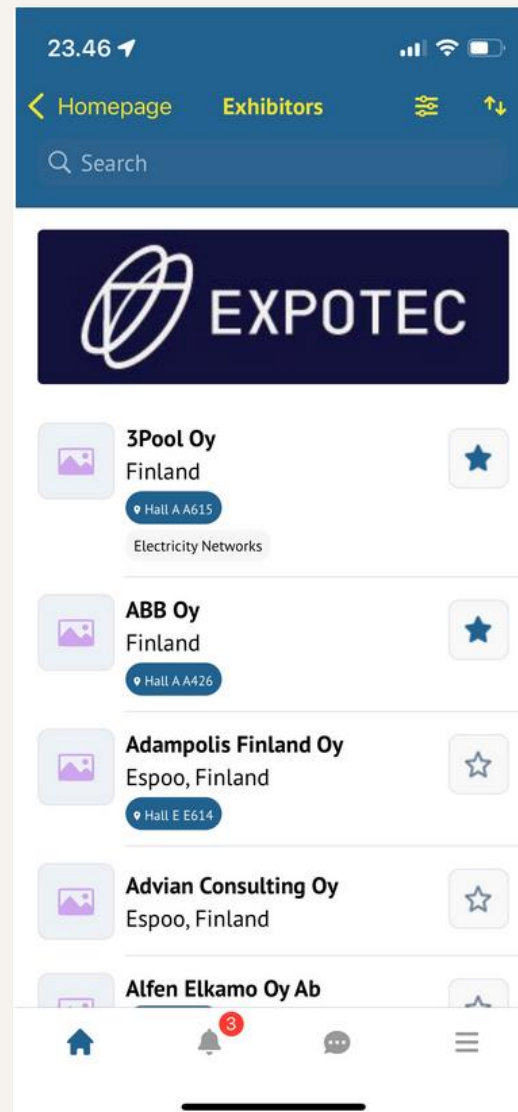 23.46
Homepage
Exhibitors
Search
EXPOTEC
3Pool Oy
Finland
Hall A A615
Electricity Networks
ABB Oy
Finland
Hall A A426
Adampolis Finland Oy
Espoo, Finland
Hall E E614
Advian Consulting Oy
Espoo, Finland
Alfen Elkamo Oy Ab
3